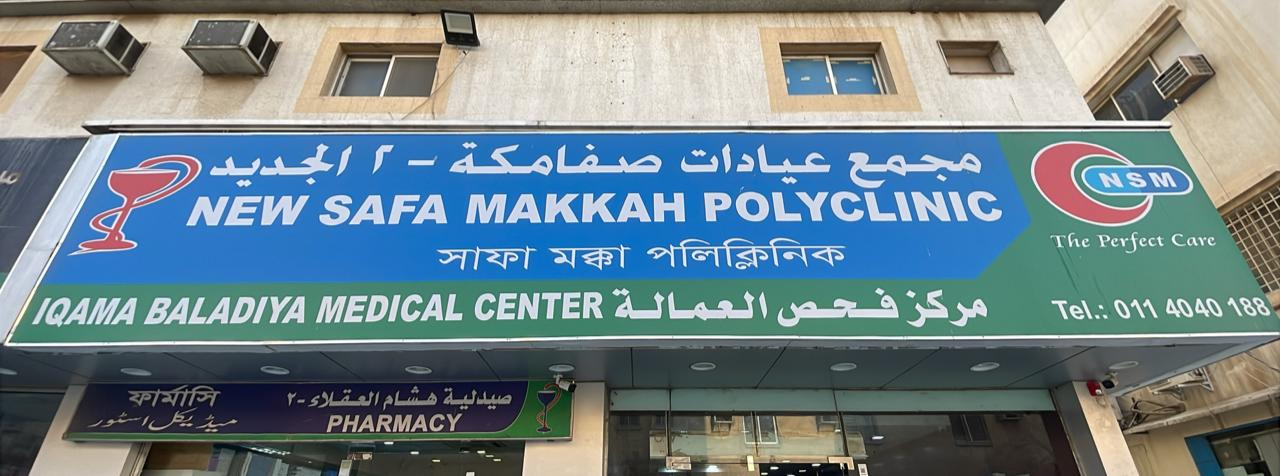 مجمع عيادات صفامكة - ٢ الجديد
NEW SAFA MAKKAH POLYCLINIC
সাফা মক্কা পলিক্লিনিক
IQAMA BALADIYA MEDICAL CENTER مركز فحص العمالة
NSM
The Perfect Care
Tel.: 011 4040 188
ফার্মাসি
میڈیکل اسٹور
صيدلية هشام العقلاء-٢
PHARMACY